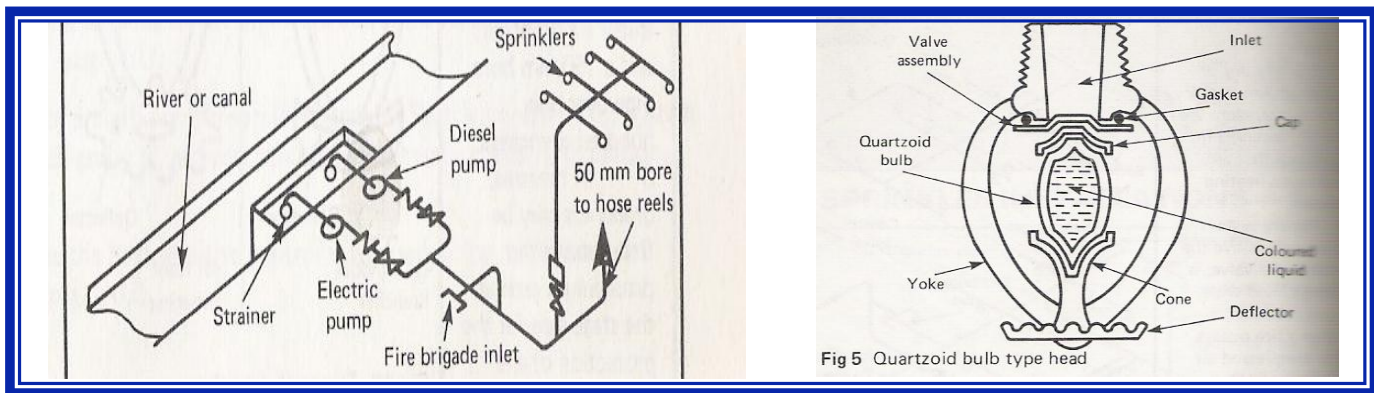 Sprinklers
River or canal
Diesel
pump
50 mm bore
to hose reels
Strainer
Electric
pump
Fire brigade inlet
Valve
assembly
Inlet
Gasket
Cap
Quartzoid
bulb
Coloured
liquid
Yoke
Cone
Deflector
Fig 5 Quartzoid bulb type head